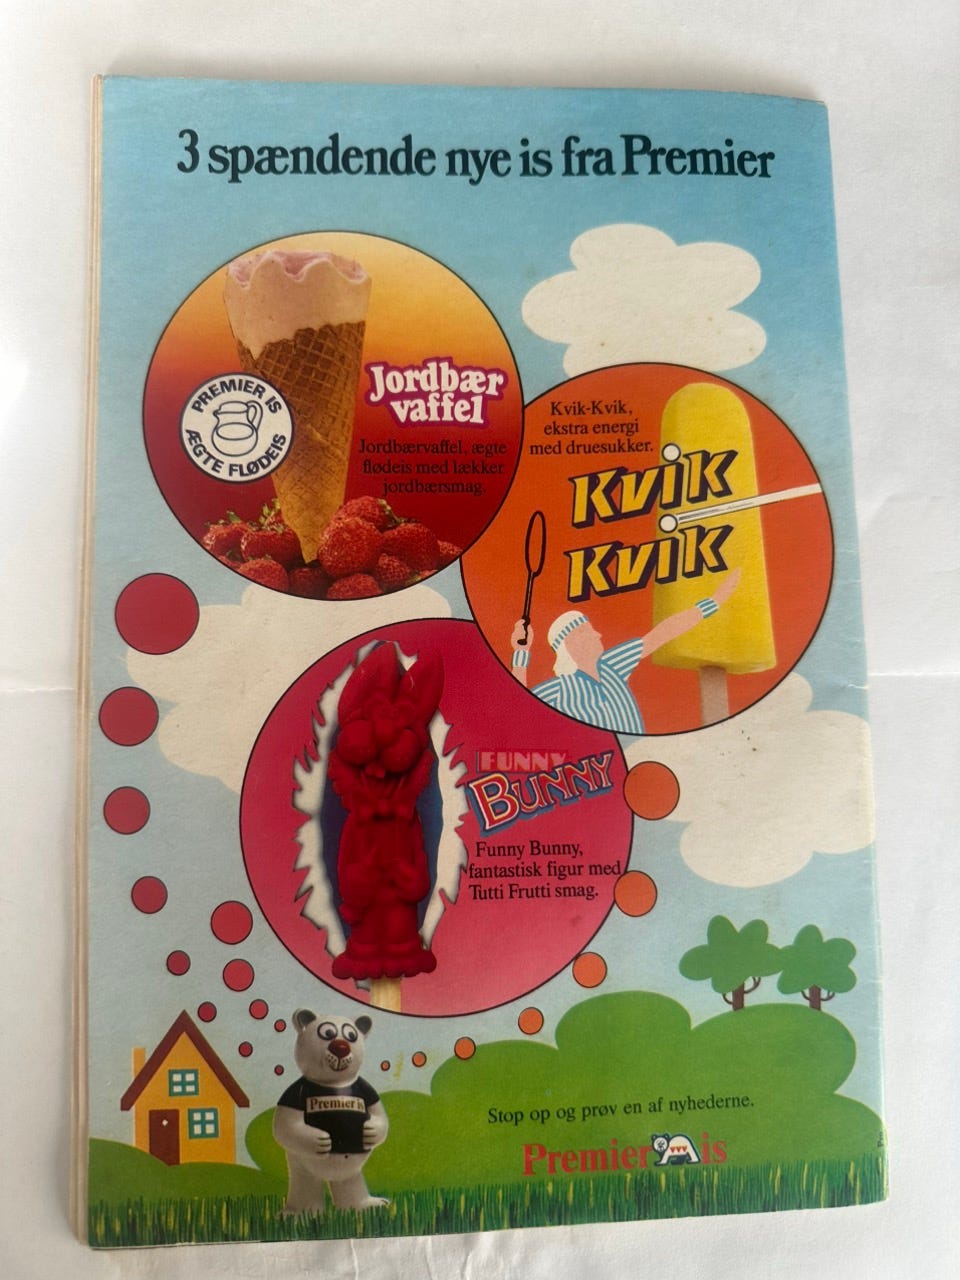 3 spændende nye is fra Premier
PREMIER IS
ÆGTE FLØDEIS
Jordbær
vaffel
Jordbærvaffel, ægte
flødeis med lækker
jordbærsmag.
Kvik-Kvik,
ekstra energi
med druesukker.
Kvik
Kvik
FUNNY
BUNNY
Funny Bunny,
fantastisk figur med
Tutti Frutti smag.
Premier is
Stop op og prøv en af nyhederne.
Premier is